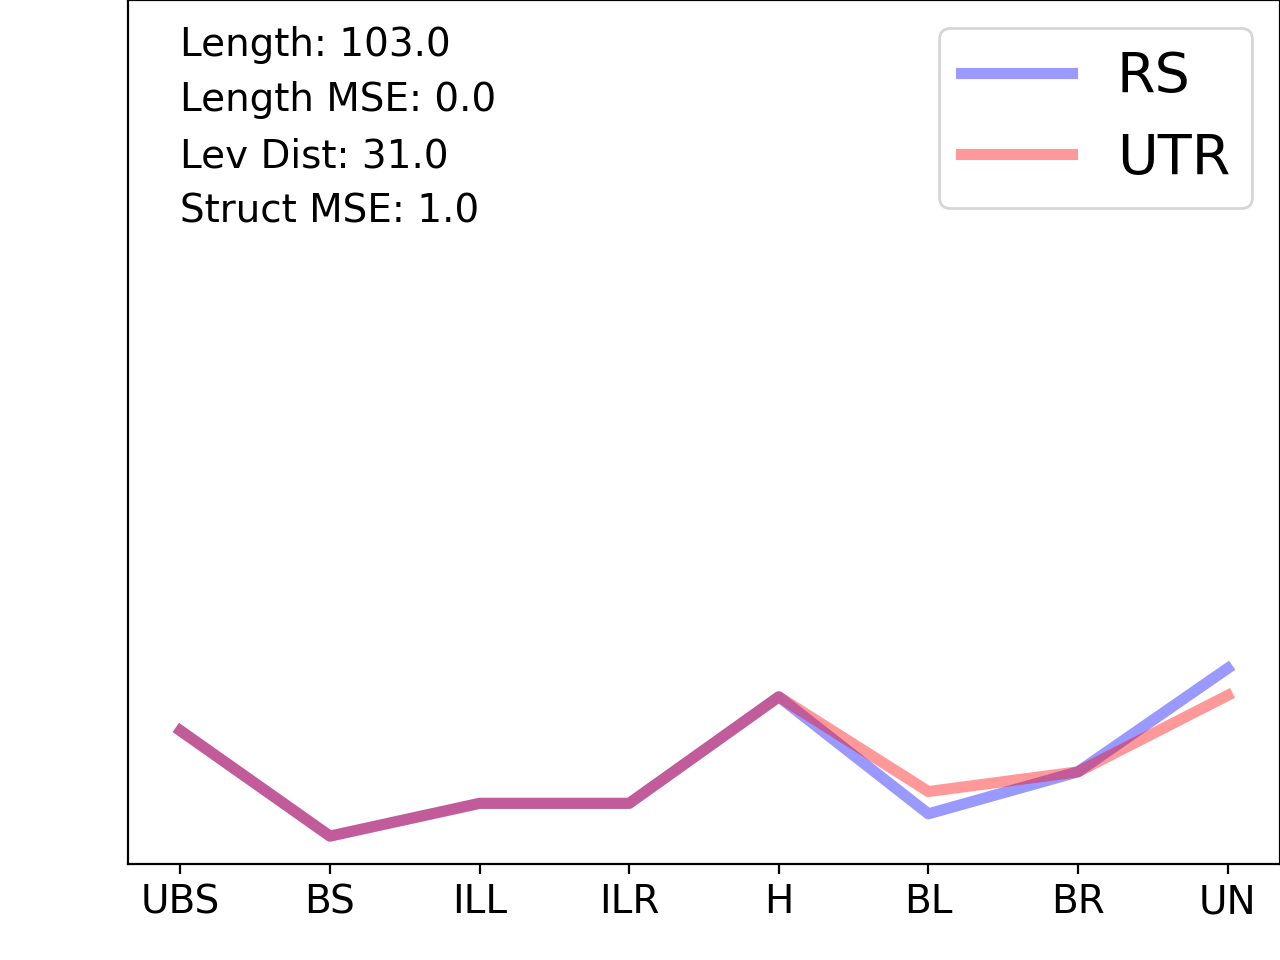 Length: 103.0
Length MSE: 0.0
Lev Dist: 31.0
Struct MSE: 1.0
RS
UTR
UBS BS ILL ILR H BL BR UN